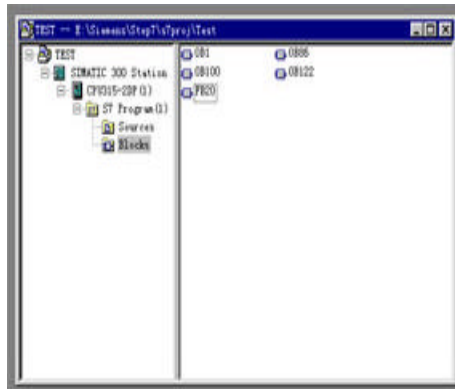 TEST -- E:\Siemens\Step7\s7proj\Test
TEST
SIMATIC 300 Station
CPU315-2DP(1)
S7 Program(1)
Sources
Blocks
OB1
OB86
OB100
OB122
FB20